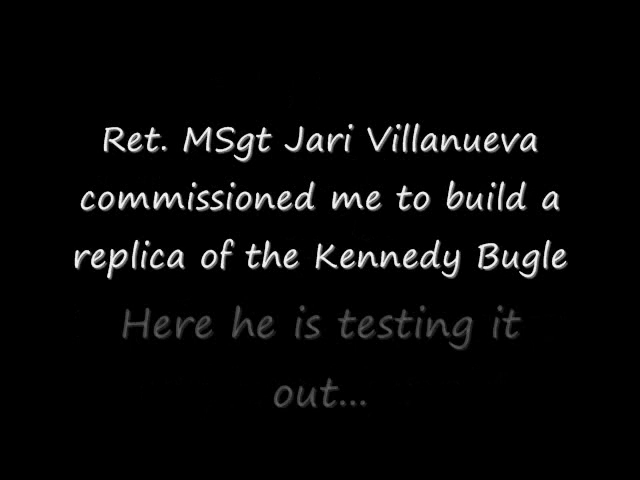 Ret. MSgt Jari Villanueva
commissioned me to build a
replica of the Kennedy Bugle
Here he is testing it
out...